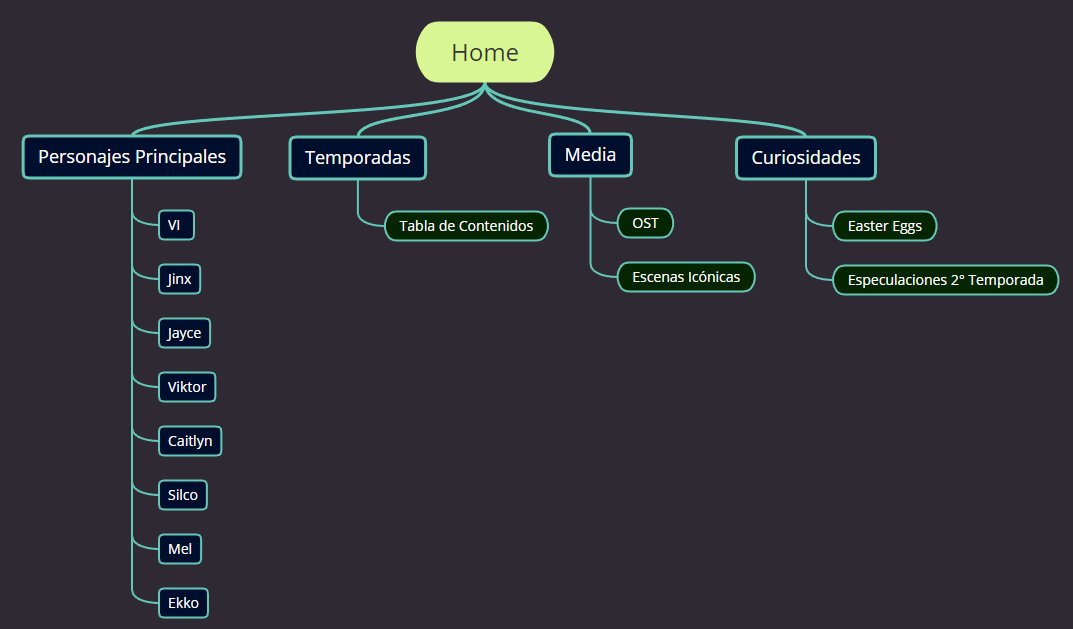 Home
Personajes Principales
VI
Jinx
Jayce
Viktor
Caitlyn
Silco
Mel
Ekko
Temporadas
Tabla de Contenidos
Media
OST
Escenas Icónicas
Curiosidades
Easter Eggs
Especulaciones 2° Temporada